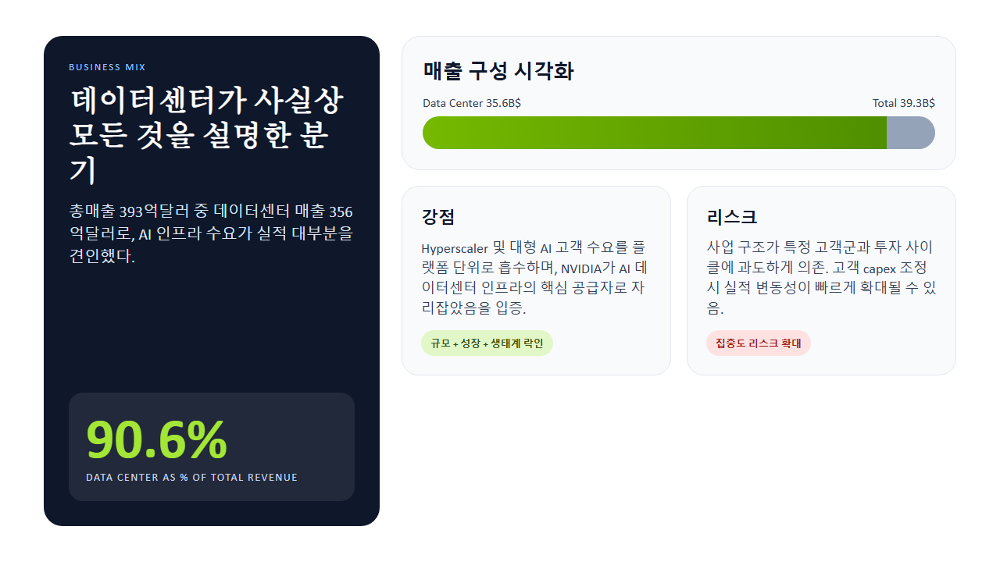 BUSINESS MIX
데이터센터가 사실상
모든 것을 설명한 분
기
총매출 393억달러 중 데이터센터 매출 356
억달러로, AI 인프라 수요가 실적 대부분을
견인했다.
90.6%
DATA CENTER AS % OF TOTAL REVENUE
매출 구성 시각화
Data Center 35.6B$
Total 39.3B$
강점
Hyperscaler 및 대형 AI 고객 수요를 플
랫폼 단위로 흡수하며, NVIDIA가 AI 데
이터센터 인프라의 핵심 공급자로 자
리잡았음을 입증.
규모 + 성장 + 생태계 락인
리스크
사업 구조가 특정 고객군과 투자 사이
클에 과도하게 의존. 고객 capex 조정
시 실적 변동성이 빠르게 확대될 수 있
음.
집중도 리스크 확대